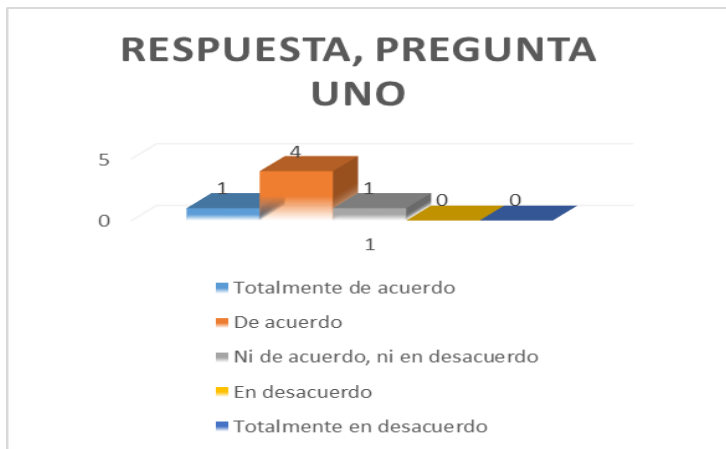 RESPUESTA, PREGUNTA
UNO
5
4
1
1
0
0
0
1
Totalmente de acuerdo
De acuerdo
Ni de acuerdo, ni en desacuerdo
En desacuerdo
Totalmente en desacuerdo